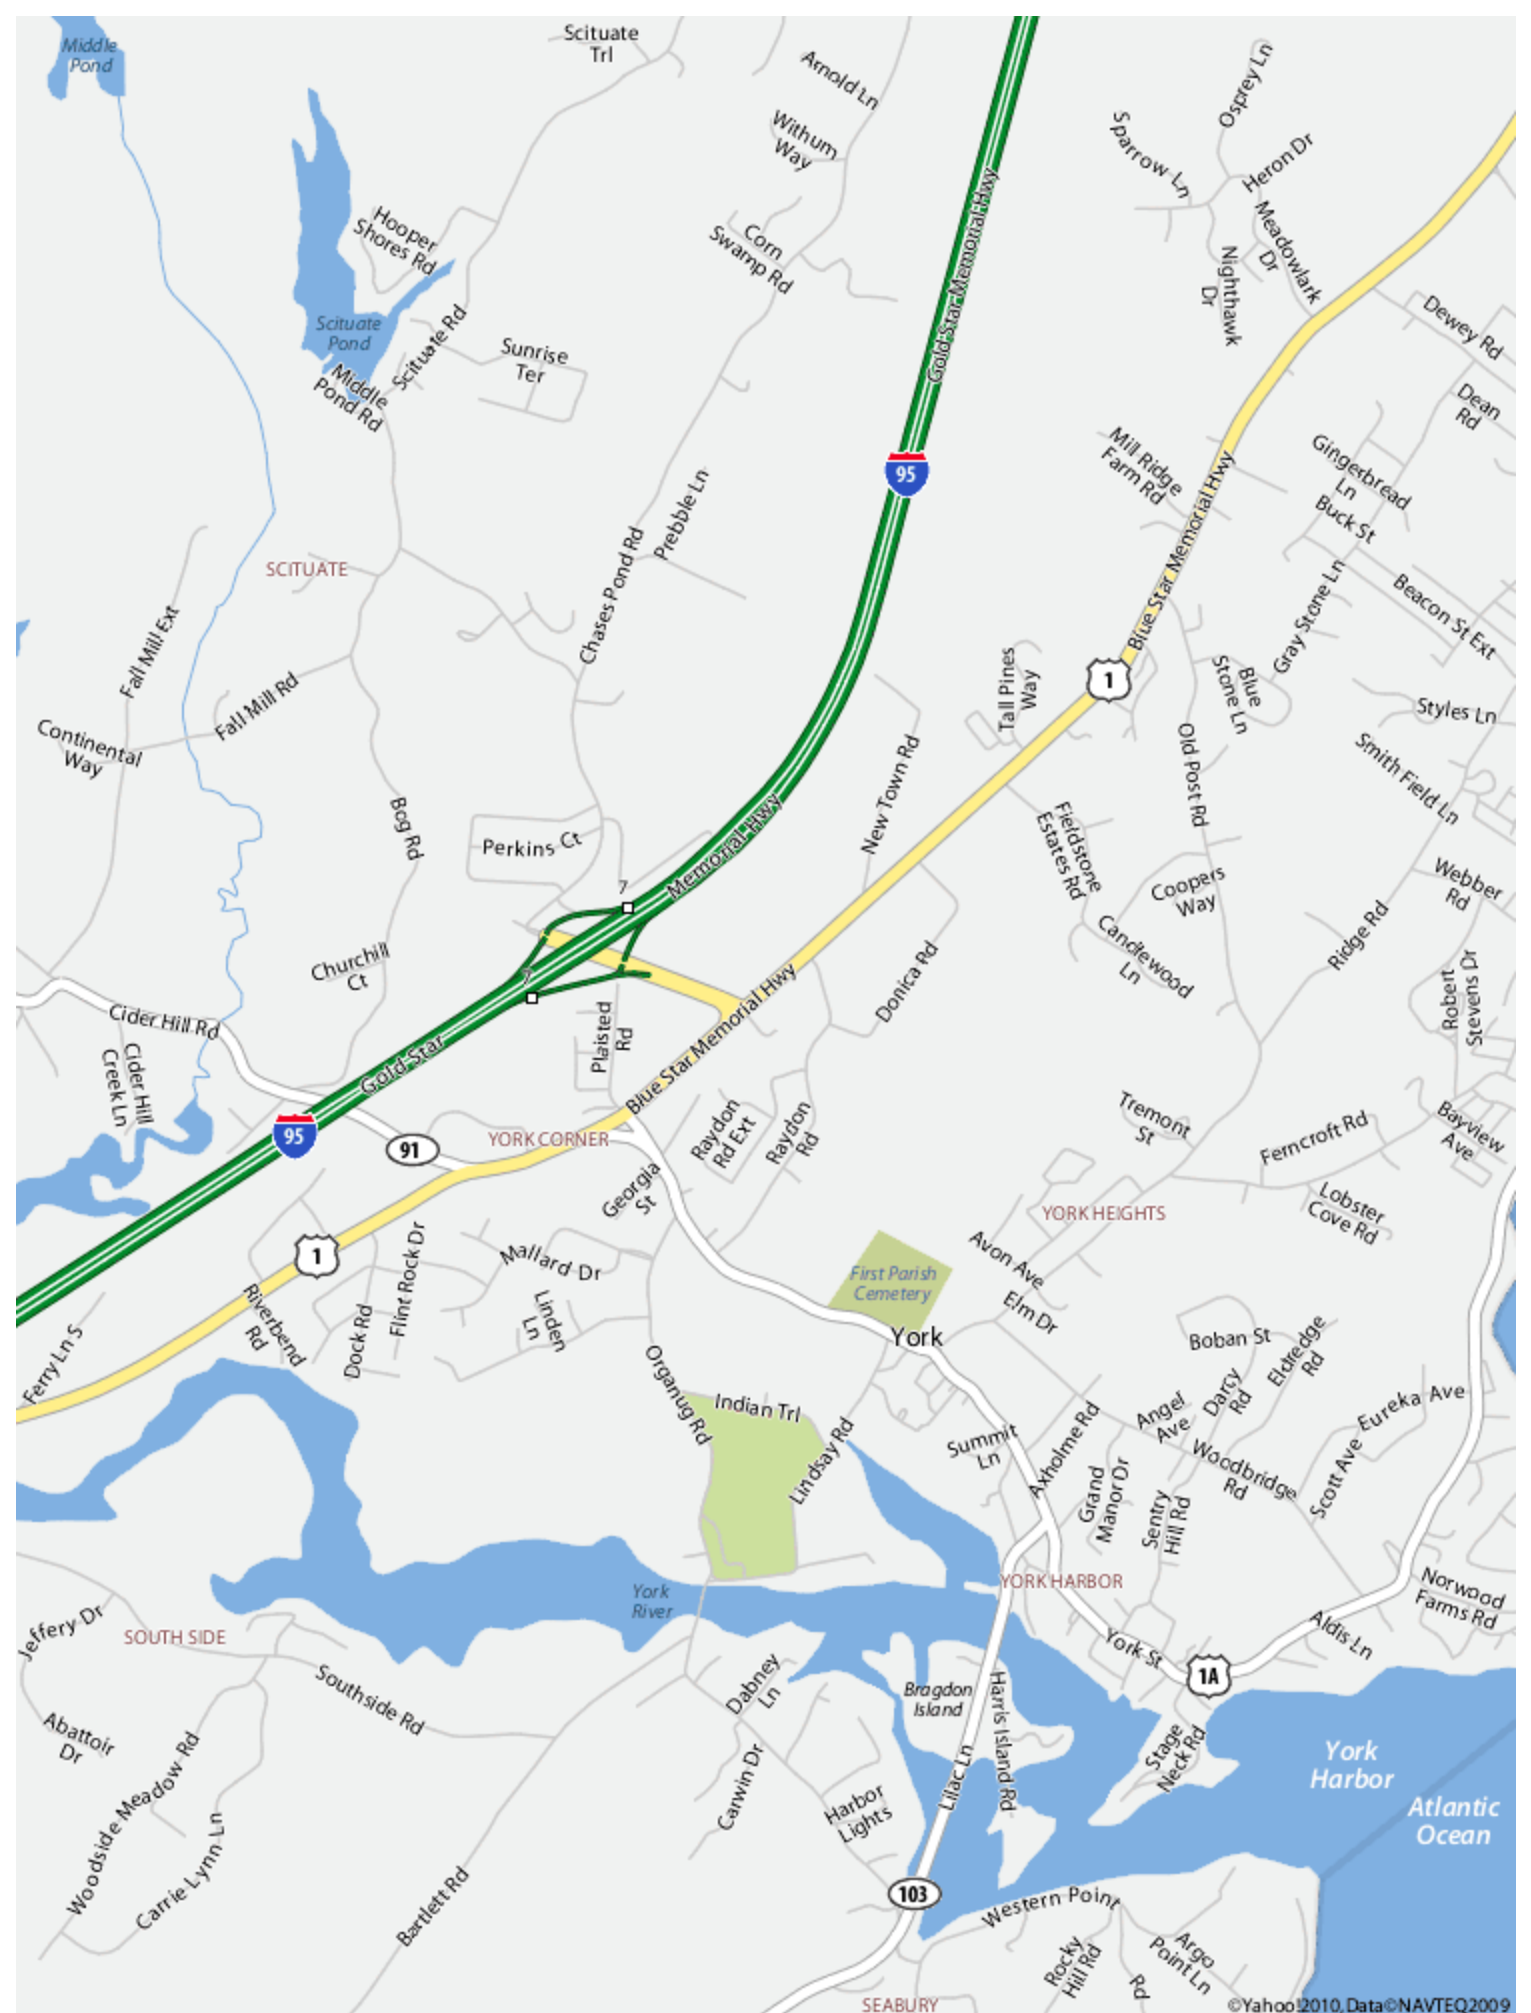 Middle
Pond
Scituate
Trl
Arnold Ln
Withum
Way
Osprey Ln
Sparrow Ln
Heron Dr
Meadowlark
Dr
Nighthawk
Dr
Hooper
Shores Rd
Corn
Swamp Rd
Gold Star Memorial Hwy
Scituate
Pond
Scituate Rd
Middle
Pond Rd
Sunrise
Ter
Dewey Rd
Dean
Rd
95
Mill Ridge
Farm Rd
Gingerbread
Ln
Buck St
Blue Star Memorial Hwy
Prebble Ln
Chases Pond Rd
SCITUATE
Beacon St Ext
Gray Stone Ln
Fall Mill Ext
Fall Mill Rd
Continental
Way
Tall Pines
Way
1
Blue
Stone Ln
Styles Ln
Old Post Rd
Smith Field Ln
New Town Rd
Bog Rd
Perkins Ct
Memorial Hwy
Fieldstone
Estates Rd
Coopers
Way
Webber
Rd
7
Candlewood
Ln
Ridge Rd
Churchill
Ct
7
Donica Rd
Robert
Stevens Dr
Cider Hill Rd
Plaisted
Rd
Blue Star Memorial Hwy
Gold Star
Cider Hill
Creek Ln
95
91
YORK CORNER
Raydon
Rd Ext
Raydon
Rd
Tremont
St
Ferncroft Rd
Bayview
Ave
Georgia
St
YORK HEIGHTS
Lobster
Cove Rd
1
Flint Rock Dr
Mallard Dr
Avon Ave
First Parish
Cemetery
Elm Dr
York
Riverbend
Rd
Dock Rd
Linden
Ln
Ferry Ln S
Boban St
Eldredge
Rd
Organug Rd
Indian Trl
Darcy
Rd
Angel
Ave
Eureka Ave
Lindsay Rd
Summit
Ln
Axholme Rd
Woodbridge
Rd
Scott Ave
Grand
Manor Dr
Sentry
Hill Rd
York
River
YORK HARBOR
Norwood
Farms Rd
Jeffery Dr
SOUTH SIDE
York St
Aldis Ln
1A
Southside Rd
Dabney
Ln
Bragdon
Island
Harris Island Rd
Abattoir
Dr
Stage
Neck Rd
York
Harbor
Woodside Meadow Rd
Carwin Dr
Lilac Ln
Harbor
Lights
Atlantic
Ocean
Carrie Lynn Ln
Bartlett Rd
103
Western Point
Rocky
Hill Rd
Argo
Point Ln
Rd
SEABURY
©Yahoo!2010, Data©NAVTEQ2009